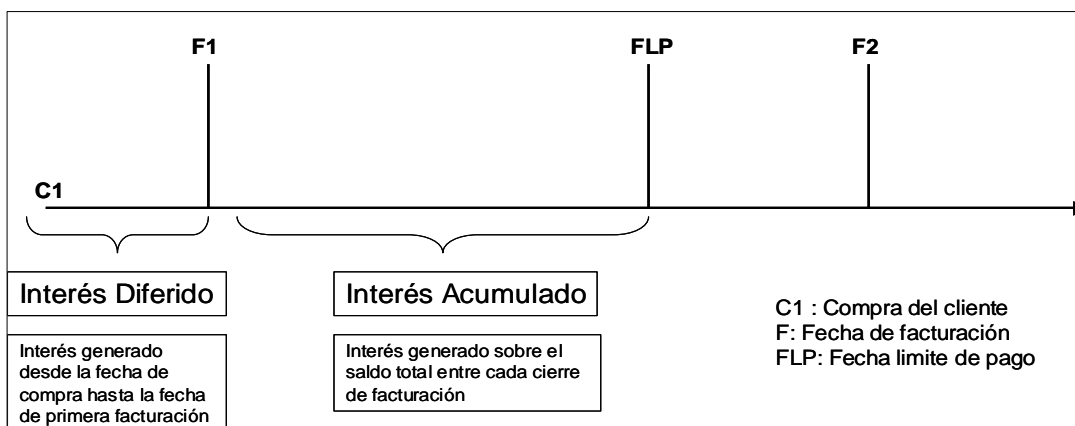 F1
FLP
F2
C1
Interés Diferido
Interés generado
desde la fecha de
compra hasta la fecha
de primera facturación
Interés Acumulado
Interés generado sobre el
saldo total entre cada cierre
de facturación
C1 : Compra del cliente
F: Fecha de facturación
FLP: Fecha limite de pago